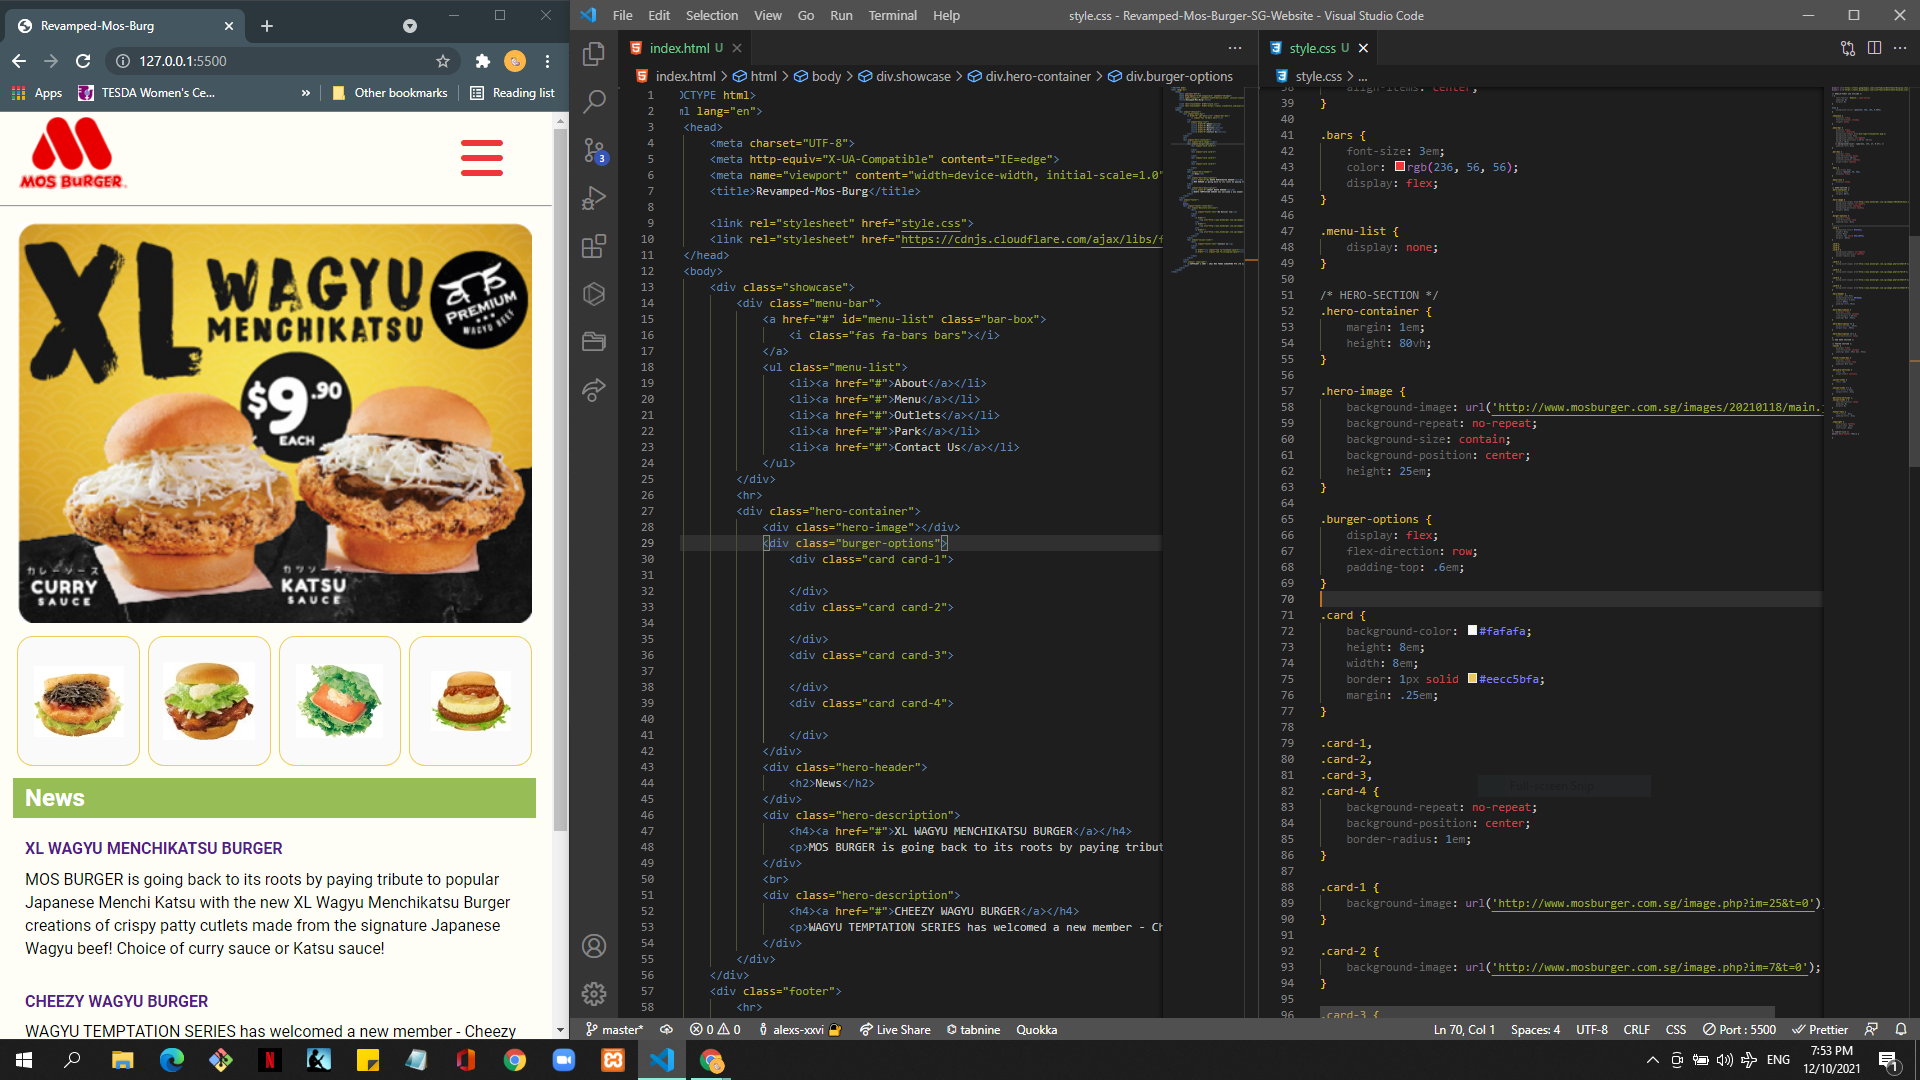 Revamped-Mos-Burg
127.0.0.1:5500
Apps
TESDA Women's Ce...
»
Other bookmarks
Reading list
MOS BURGER
XL WAGYU
MENCHIKATSU
PREMIUM
WAGYU BEEF
$9.90
EACH
カレーソース
CURRY
SAUCE
カツソース
KATSU
SAUCE
News
XL WAGYU MENCHIKATSU BURGER
MOS BURGER is going back to its roots by paying tribute to popular
Japanese Menchi Katsu with the new XL Wagyu Menchikatsu Burger
creations of crispy patty cutlets made from the signature Japanese
Wagyu beef! Choice of curry sauce or Katsu sauce!
CHEEZY WAGYU BURGER
WAGYU TEMPTATION SERIES has welcomed a new member - Cheezy
File Edit Selection View Go Run Terminal Help
style.css - Revamped-Mos-Burger-SG-Website - Visual Studio Code
3
index.html U
index.html > html > body > div.showcase > div.hero-container > div.burger-options
1 OCTYPE html>
2 ml lang="en">
3 <head>
4 <meta charset="UTF-8">
5 <meta http-equiv="X-UA-Compatible" content="IE=edge">
6 <meta name="viewport" content="width=device-width, initial-scale=1.0"
7 <title>Revamped-Mos-Burg</title>
8
9 <link rel="stylesheet" href="style.css">
10 <link rel="stylesheet" href="https://cdnjs.cloudflare.com/ajax/libs/f
11 </head>
12 <body>
13 <div class="showcase">
14 <div class="menu-bar">
15 <a href="#" id="menu-list" class="bar-box">
16 <i class="fas fa-bars bars"></i>
17 </a>
18 <ul class="menu-list">
19 <li><a href="#">About</a></li>
20 <li><a href="#">Menu</a></li>
21 <li><a href="#">Outlets</a></li>
22 <li><a href="#">Park</a></li>
23 <li><a href="#">Contact Us</a></li>
24 </ul>
25 </div>
26 <hr>
27 <div class="hero-container">
28 <div class="hero-image"></div>
29 <div class="burger-options">
30 <div class="card card-1">
31
32 </div>
33 <div class="card card-2">
34
35 </div>
36 <div class="card card-3">
37
38 </div>
39 <div class="card card-4">
40
41 </div>
42 </div>
43 <div class="hero-header">
44 <h2>News</h2>
45 </div>
46 <div class="hero-description">
47 <h4><a href="#">XL WAGYU MENCHIKATSU BURGER</a></h4>
48 <p>MOS BURGER is going back to its roots by paying tribut
49 </div>
50 <br>
51 <div class="hero-description">
52 <h4><a href="#">CHEEZY WAGYU BURGER</a></h4>
53 <p>WAGYU TEMPTATION SERIES has welcomed a new member - Ch
54 </div>
55 </div>
56 </div>
57 <div class="footer">
58 <hr>
style.css U
style.css > ...
38 align-items: center;
39 }
40
41 .bars {
42 font-size: 3em;
43 color: rgb(236, 56, 56);
44 display: flex;
45 }
46
47 .menu-list {
48 display: none;
49 }
50
51 /* HERO-SECTION */
52 .hero-container {
53 margin: 1em;
54 height: 80vh;
55 }
56
57 .hero-image {
58 background-image: url('http://www.mosburger.com.sg/images/20210118/main.
59 background-repeat: no-repeat;
60 background-size: contain;
61 background-position: center;
62 height: 25em;
63 }
64
65 .burger-options {
66 display: flex;
67 flex-direction: row;
68 padding-top: .6em;
69 }
70
71 .card {
72 background-color: #fafafa;
73 height: 8em;
74 width: 8em;
75 border: 1px solid #eecc5bfa;
76 margin: .25em;
77 }
78
79 .card-1,
80 .card-2,
81 .card-3,
82 .card-4 {
83 background-repeat: no-repeat;
84 background-position: center;
85 border-radius: 1em;
86 }
87
88 .card-1 {
89 background-image: url('http://www.mosburger.com.sg/image.php?im=25&t=0')
90 }
91
92 .card-2 {
93 background-image: url('http://www.mosburger.com.sg/image.php?im=7&t=0');
94 }
95
96 .card-3 {
master* 0 0 alexs-xxvi Live Share tabnine Quokka
Ln 70, Col 1 Spaces: 4 UTF-8 CRLF CSS Port : 5500 Prettier
ENG
7:53 PM
12/10/2021
1